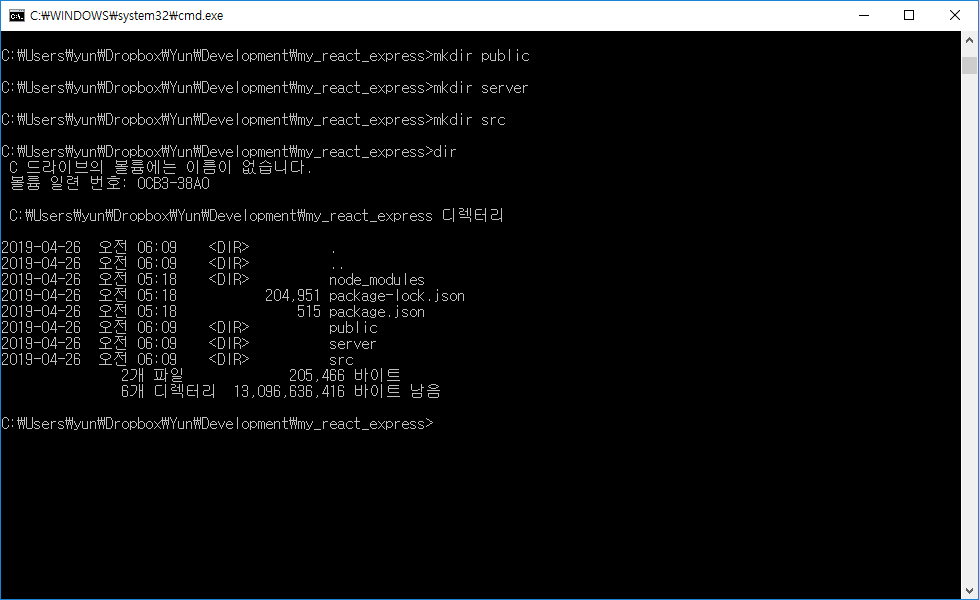 C:₩WINDOWS₩system32₩cmd.exe
C:₩Users₩yun₩Dropbox₩Yun₩Development₩my_react_express>mkdir public
C:₩Users₩yun₩Dropbox₩Yun₩Development₩my_react_express>mkdir server
C:₩Users₩yun₩Dropbox₩Yun₩Development₩my_react_express>mkdir src
C:₩Users₩yun₩Dropbox₩Yun₩Development₩my_react_express>dir
C 드라이브의 볼륨에는 이름이 없습니다.
볼륨 일련 번호: 0CB3-38A0
C:₩Users₩yun₩Dropbox₩Yun₩Development₩my_react_express 디렉터리
2019-04-26 오전 06:09 <DIR> .
2019-04-26 오전 06:09 <DIR> ..
2019-04-26 오전 05:18 <DIR> node_modules
2019-04-26 오전 05:18 204,951 package-lock.json
2019-04-26 오전 05:18 515 package.json
2019-04-26 오전 06:09 <DIR> public
2019-04-26 오전 06:09 <DIR> server
2019-04-26 오전 06:09 <DIR> src
2개 파일 205,466 바이트
6개 디렉터리 13,096,636,416 바이트 남음
C:₩Users₩yun₩Dropbox₩Yun₩Development₩my_react_express>